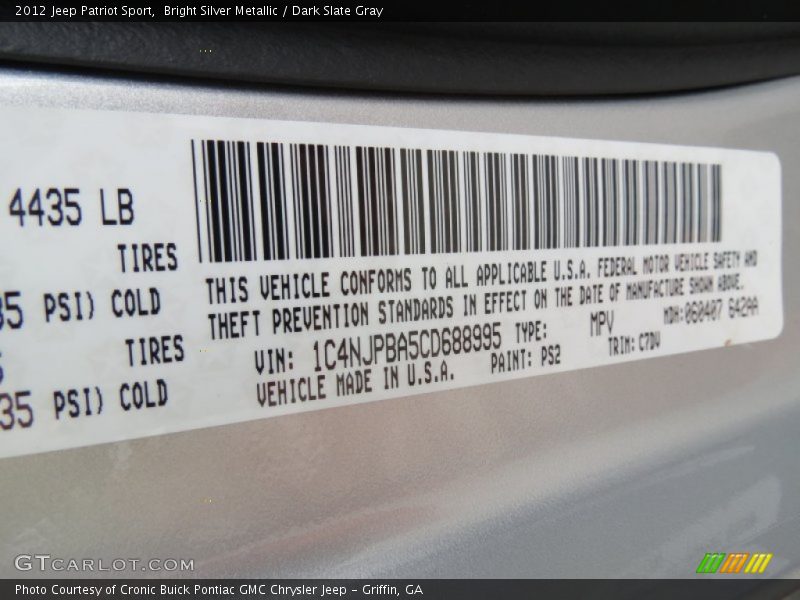 2012 Jeep Patriot Sport,  Bright Silver Metallic / Dark Slate Gray
4435 LB
TIRES
35 PSI) COLD
TIRES
35 PSI) COLD
THIS VEHICLE CONFORMS TO ALL APPLICABLE U.S.A. FEDERAL MOTOR VEHICLE SAFETY AND
THEFT PREVENTION STANDARDS IN EFFECT ON THE DATE OF MANUFACTURE SHOWN ABOVE.
VIN: 1C4NJPBA5CD688995 TYPE: MPV MDH:060407 642AA
VEHICLE MADE IN U.S.A. PAINT: PS2 TRIM: C7DV
GTCARLOT.COM
Photo Courtesy of Cronic Buick Pontiac GMC Chrysler Jeep - Griffin, GA